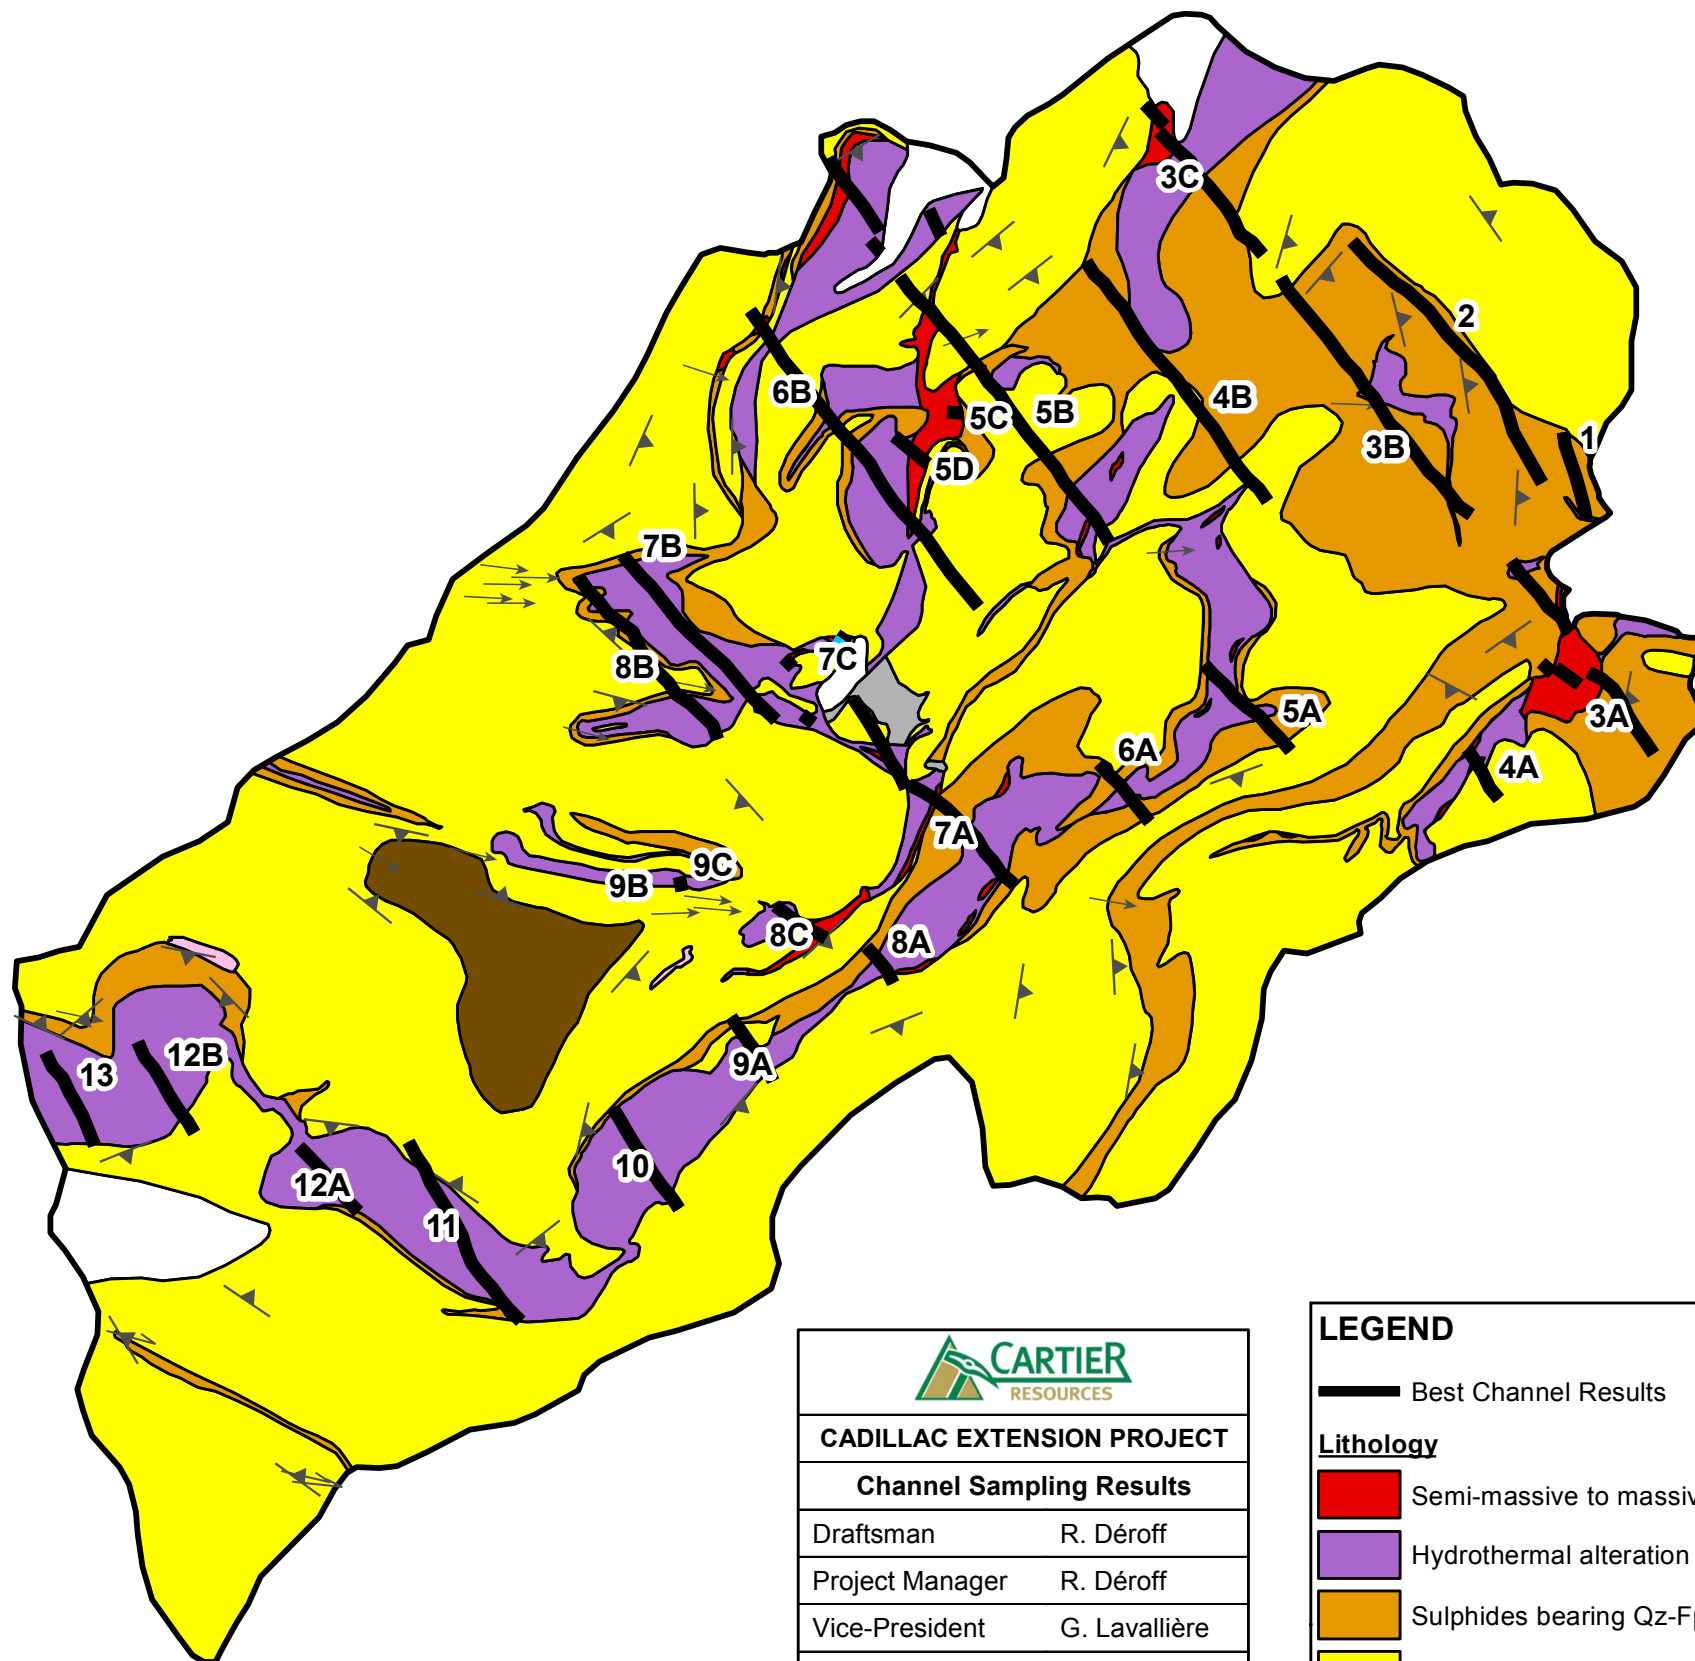 3C
2
6B
5C
5B
4B
3B
1
5D
7B
7C
8B
5A
3A
6A
4A
7A
9C
9B
8C
8A
12B
13
9A
10
12A
11
CARTIER
RESOURCES
CADILLAC EXTENSION PROJECT
Channel Sampling Results
Draftsman R. Déroff
Project Manager R. Déroff
Vice-President G. Lavallière
LEGEND
Best Channel Results
Lithology
Semi-massive to massiv
Hydrothermal alteration
Sulphides bearing Qz-Fp